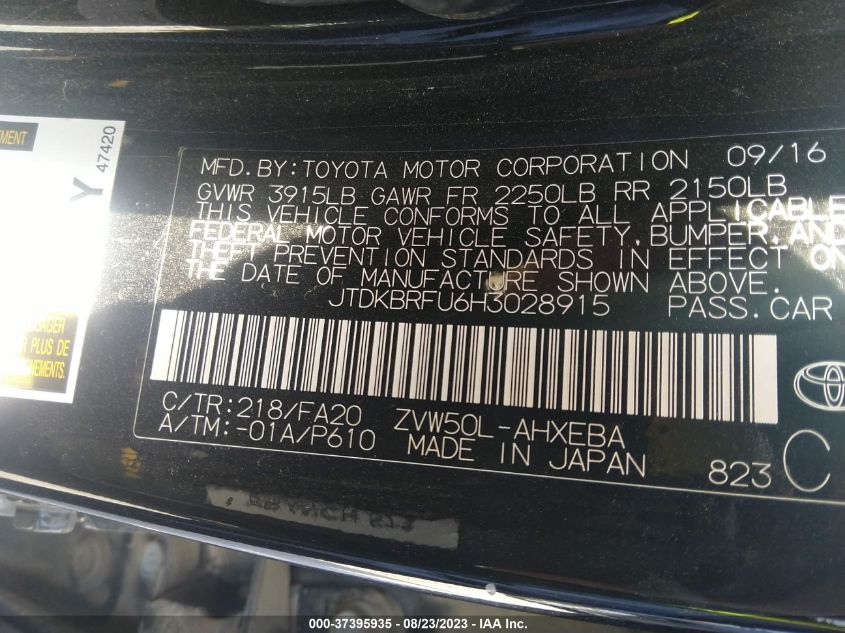 EMENT
Y
47420
SAGER
R PLUS DE
GNEMENTS.
MFD.BY:TOYOTA MOTOR CORPORATION 09/16
GVWR 3915LB GAWR FR 2250LB RR 2150LB
THIS VEHICLE CONFORMS TO ALL APPLICABLE
FEDERAL MOTOR VEHICLE SAFETY, BUMPER, AND
THEFT PREVENTION STANDARDS IN EFFECT ON
THE DATE OF MANUFACTURE SHOWN ABOVE.
JTDKBRFU6H3028915 PASS.CAR
C/TR:218/FA20 ZVW50L-AHXEBA
A/TM:-01A/P610 MADE IN JAPAN
823 C
000-37395935 - 08/23/2023 - IAA Inc.